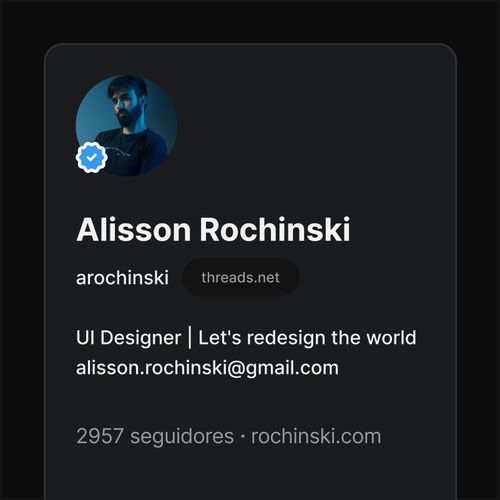 Alisson Rochinski
arochinski threads.net
UI Designer | Let's redesign the world
alisson.rochinski@gmail.com
2957 seguidores · rochinski.com